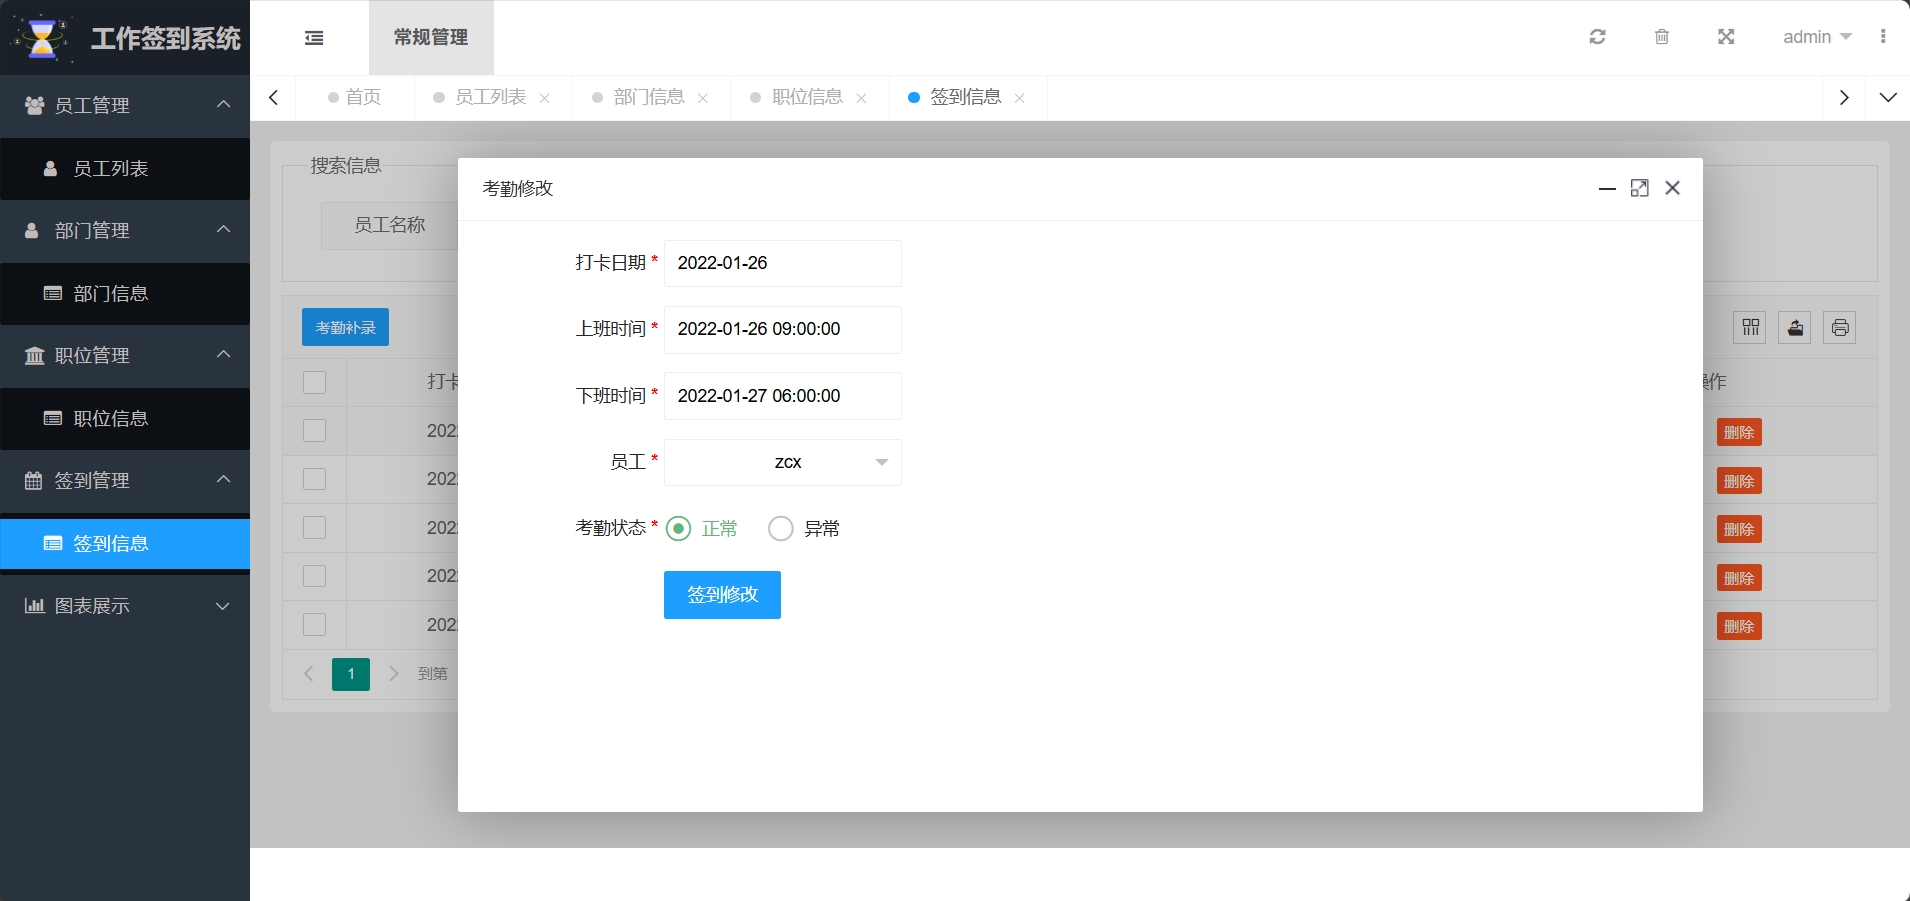 工作签到系统
常规管理
admin
员工管理
员工列表
部门管理
部门信息
职位管理
职位信息
签到管理
签到信息
图表展示
首页
员工列表
部门信息
职位信息
签到信息
搜索信息
员工名称
考勤补录
打卡
操作
202
删除
202
删除
202
删除
202
删除
202
删除
1
到第
考勤修改
打卡日期 * 2022-01-26
上班时间 * 2022-01-26 09:00:00
下班时间 * 2022-01-27 06:00:00
员工 * zcx
考勤状态 * 正常 异常
签到修改